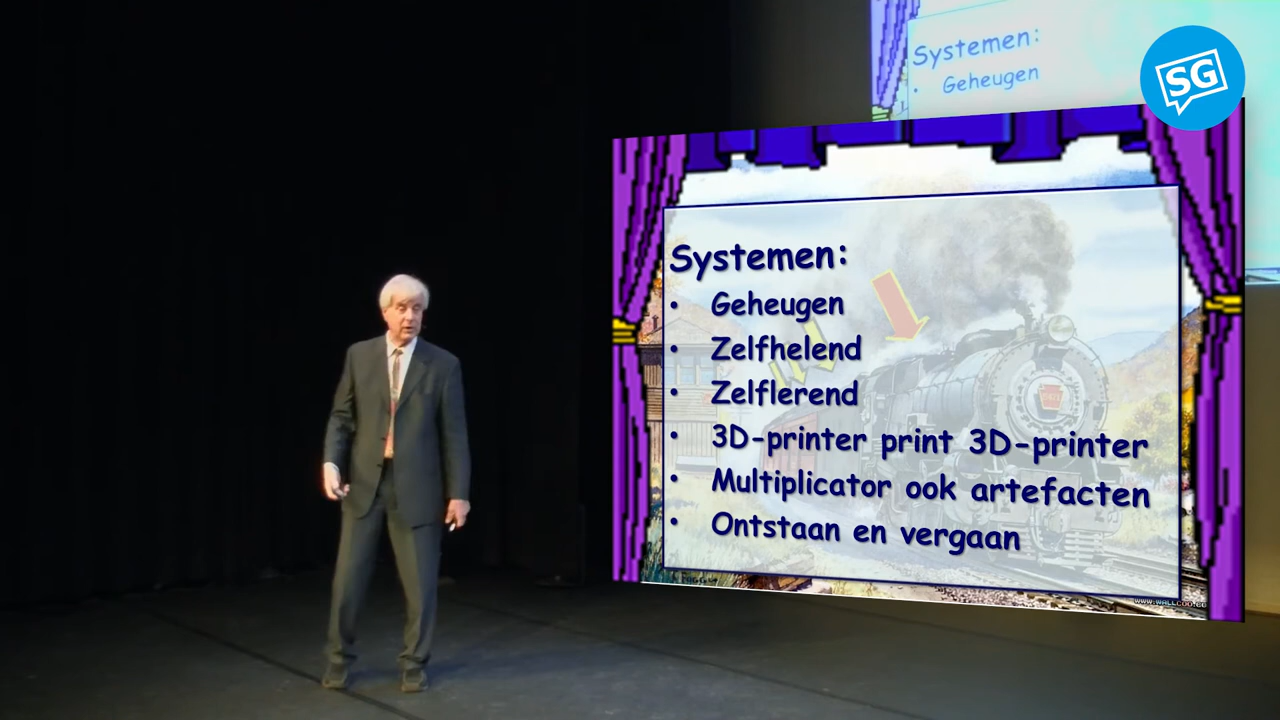 Systemen:
• Geheugen
SG
Systemen:
• Geheugen
• Zelfhelend
• Zelflerend
• 3D-printer print 3D-printer
• Multiplicator ook artefacten
• Ontstaan en vergaan